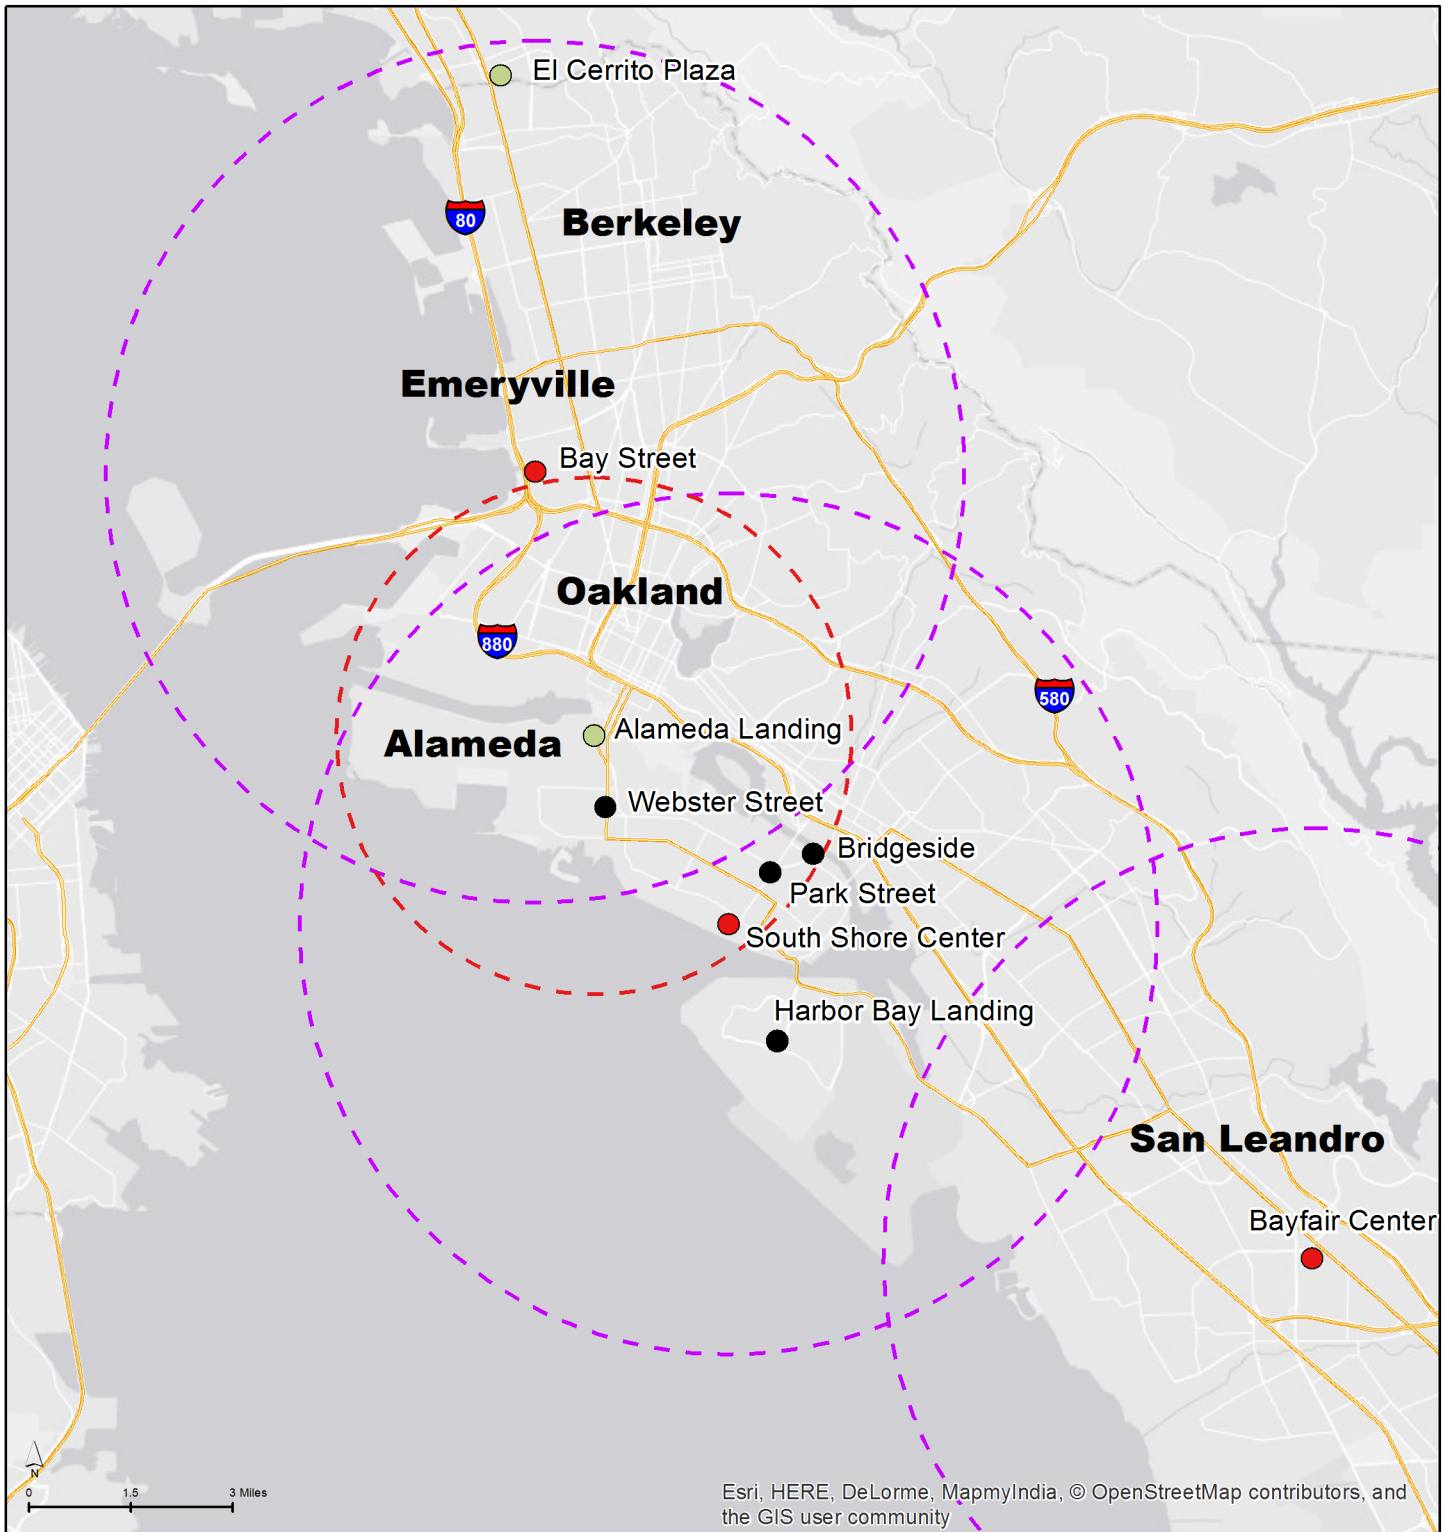 El Cerrito Plaza
80
Berkeley
Emeryville
Bay Street
Oakland
880
580
Alameda Landing
Alameda
Webster Street
Bridgeside
Park Street
South Shore Center
Harbor Bay Landing
San Leandro
Bayfair Center
N
0 1.5 3 Miles
Esri, HERE, DeLorme, MapmyIndia, © OpenStreetMap contributors, and
the GIS user community